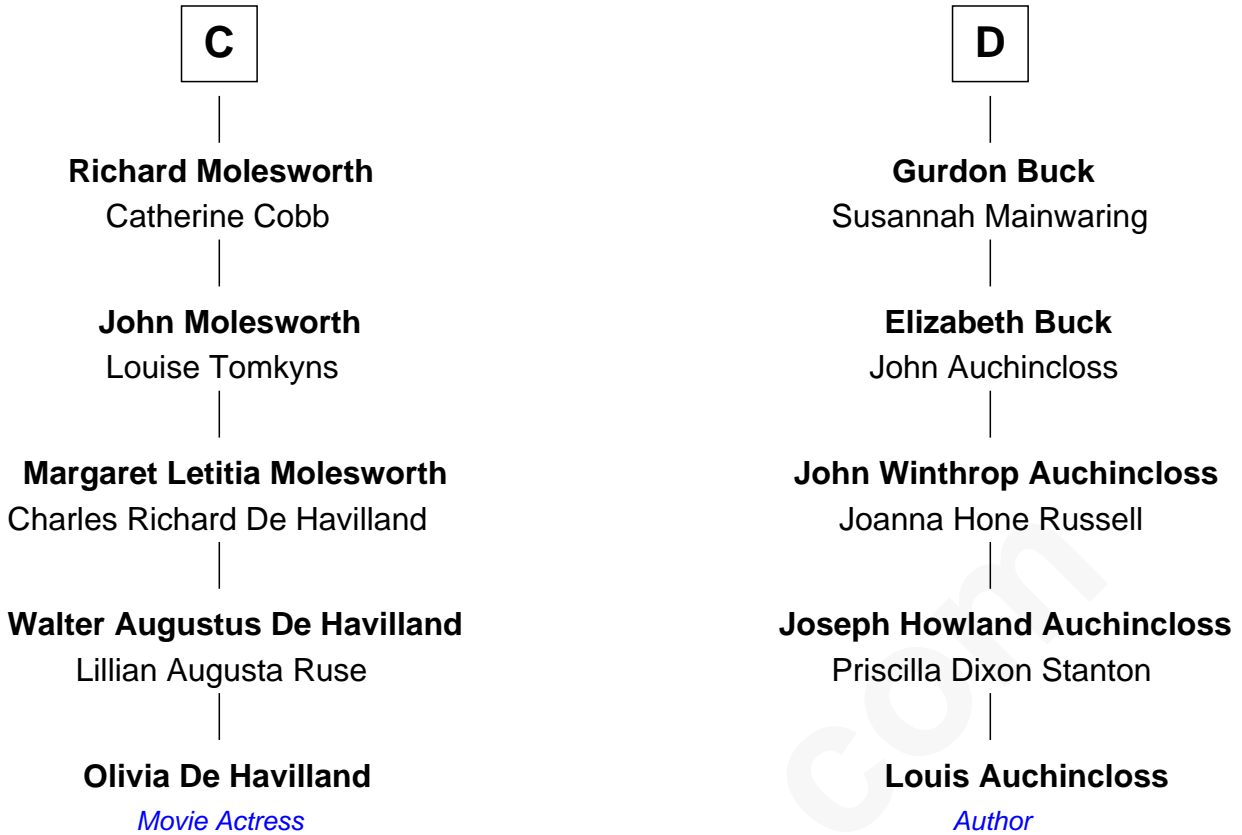 C
Richard Molesworth
Catherine Cobb
John Molesworth
Louise Tomkyns
Margaret Letitia Molesworth
Charles Richard De Havilland
Walter Augustus De Havilland
Lillian Augusta Ruse
Olivia De Havilland
Movie Actress
D
Gurdon Buck
Susannah Mainwaring
Elizabeth Buck
John Auchincloss
John Winthrop Auchincloss
Joanna Hone Russell
Joseph Howland Auchincloss
Priscilla Dixon Stanton
Louis Auchincloss
Author
com